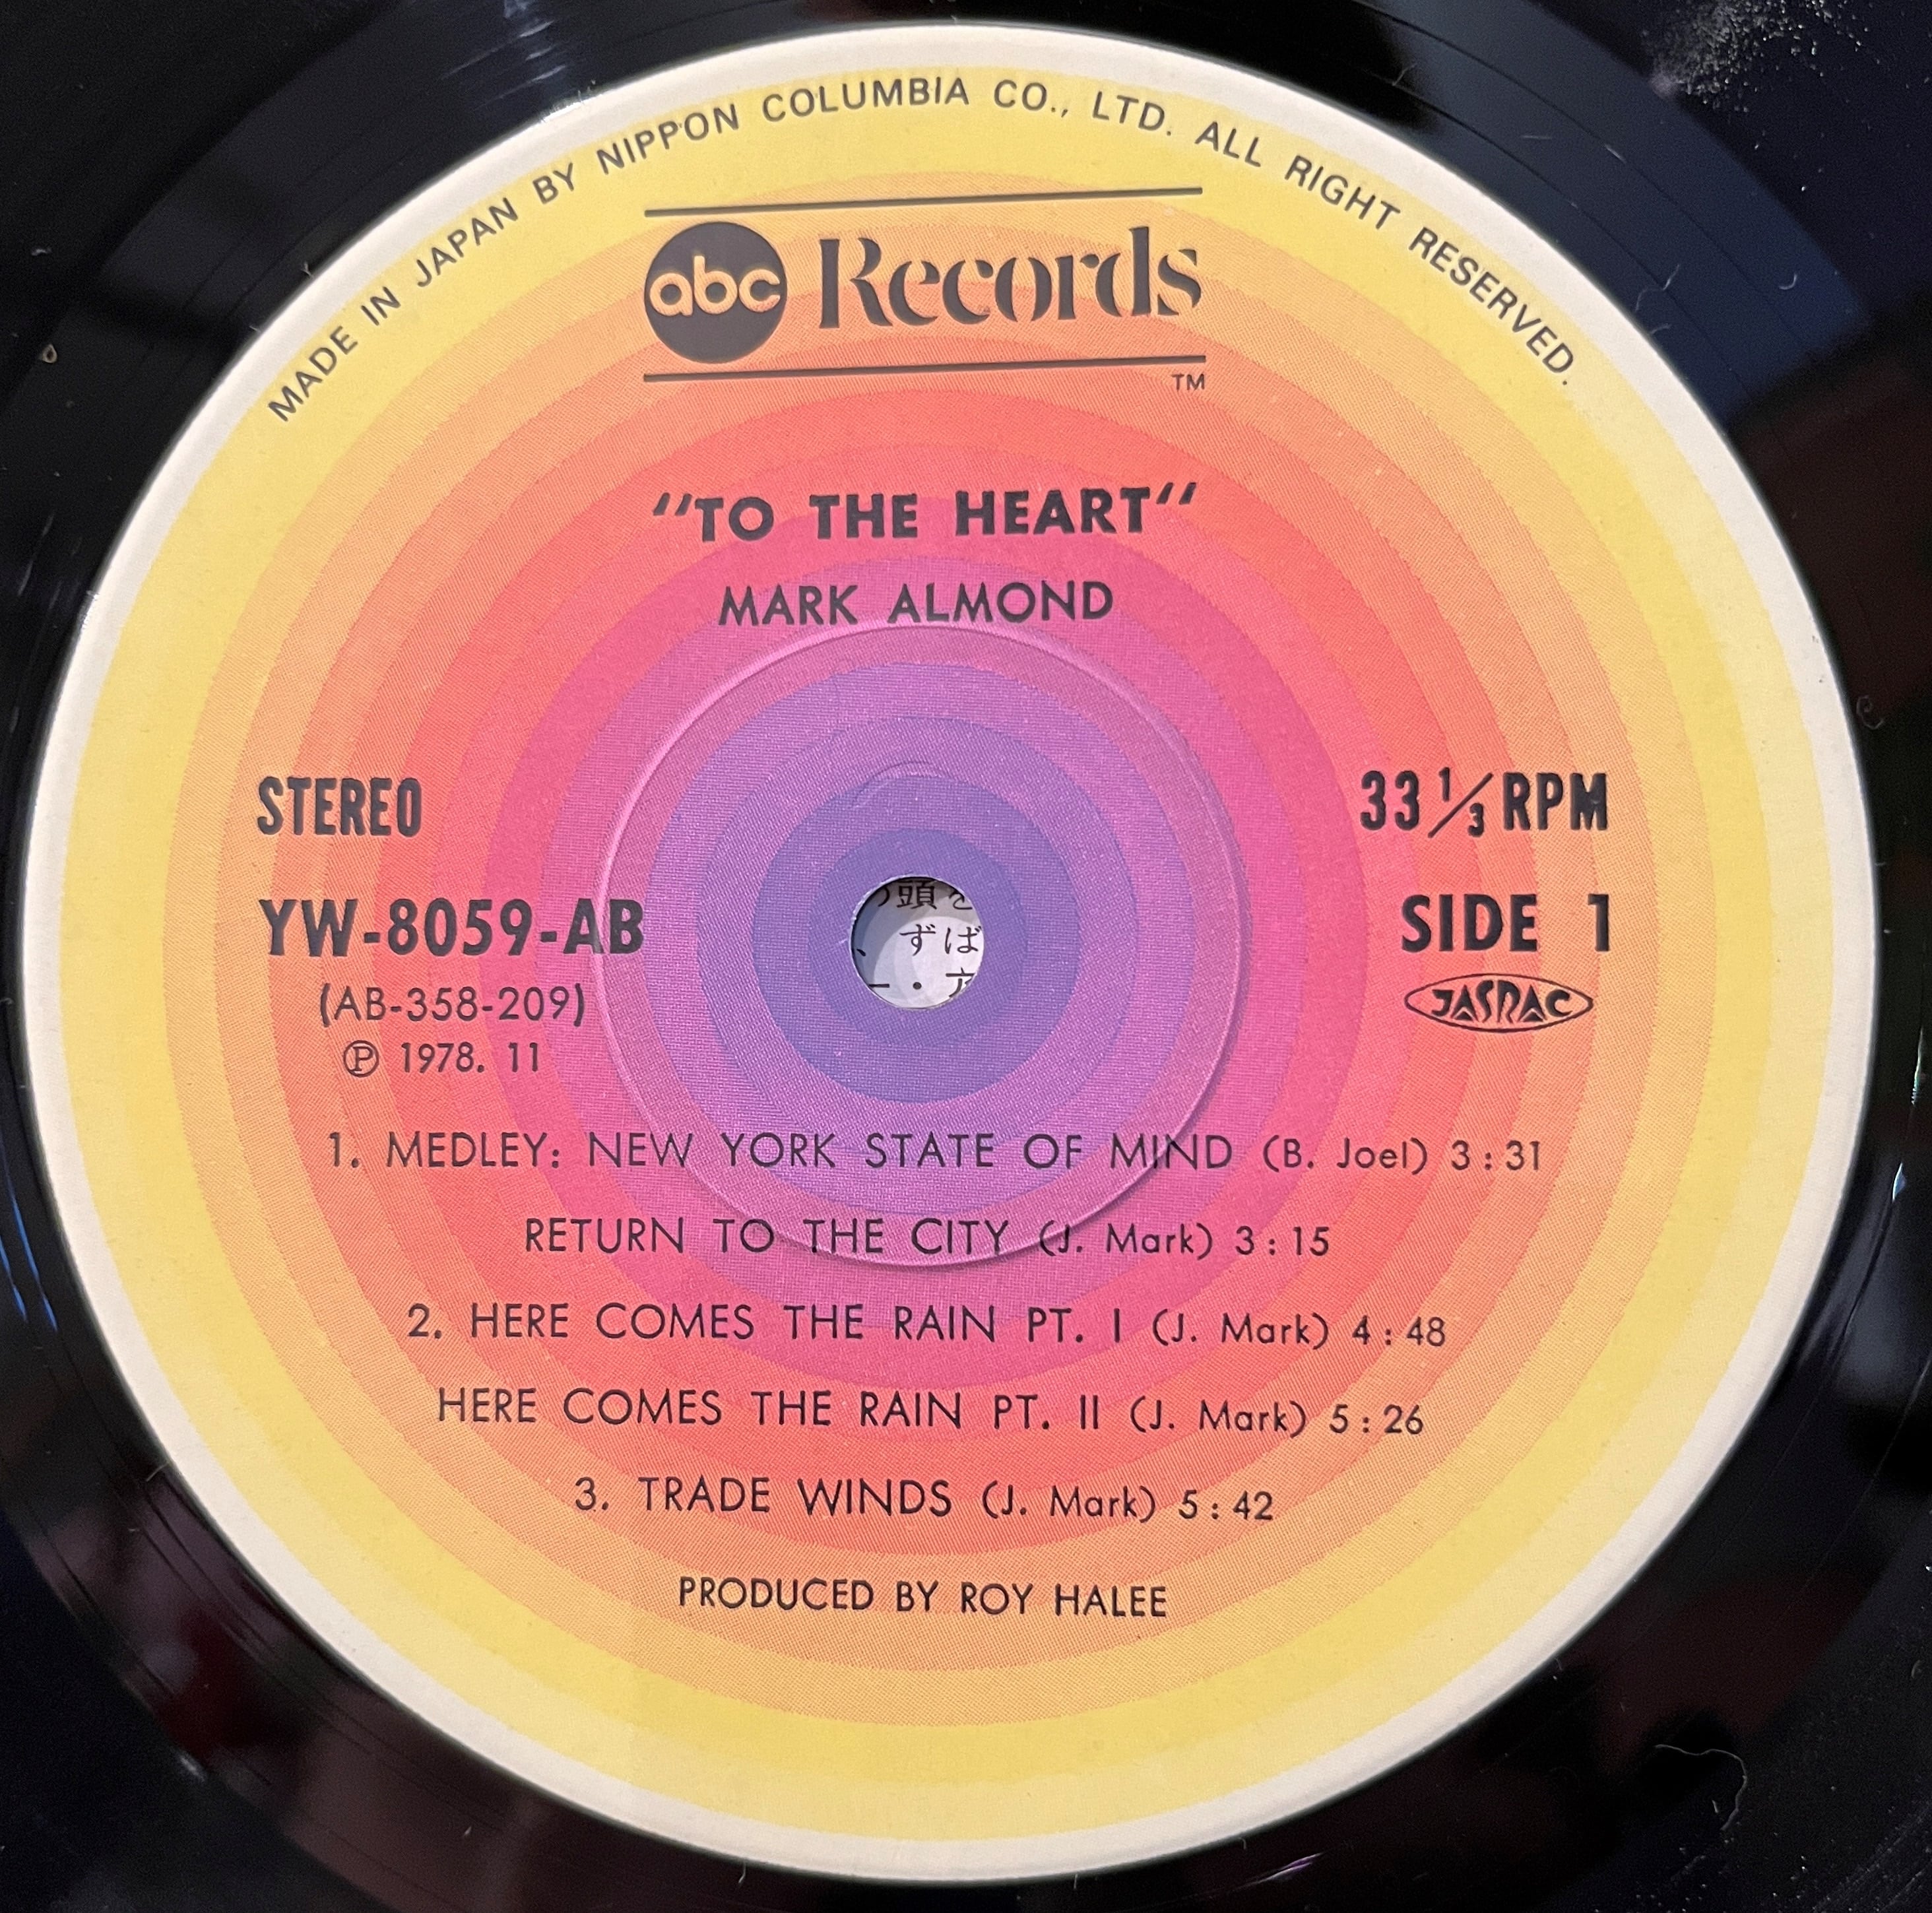 MADE IN JAPAN BY NIPPON COLUMBIA CO., LTD. ALL RIGHT RESERVED.
abc Records
TM
"TO THE HEART"
MARK ALMOND
STEREO
33 1/3 RPM
YW-8059-AB
SIDE 1
(AB-358-209)
JASRAC
℗ 1978. 11
頭を
ずば
1. MEDLEY: NEW YORK STATE OF MIND (B. Joel) 3:31
RETURN TO THE CITY (J. Mark) 3:15
2. HERE COMES THE RAIN PT. I (J. Mark) 4:48
HERE COMES THE RAIN PT. II (J. Mark) 5:26
3. TRADE WINDS (J. Mark) 5:42
PRODUCED BY ROY HALEE